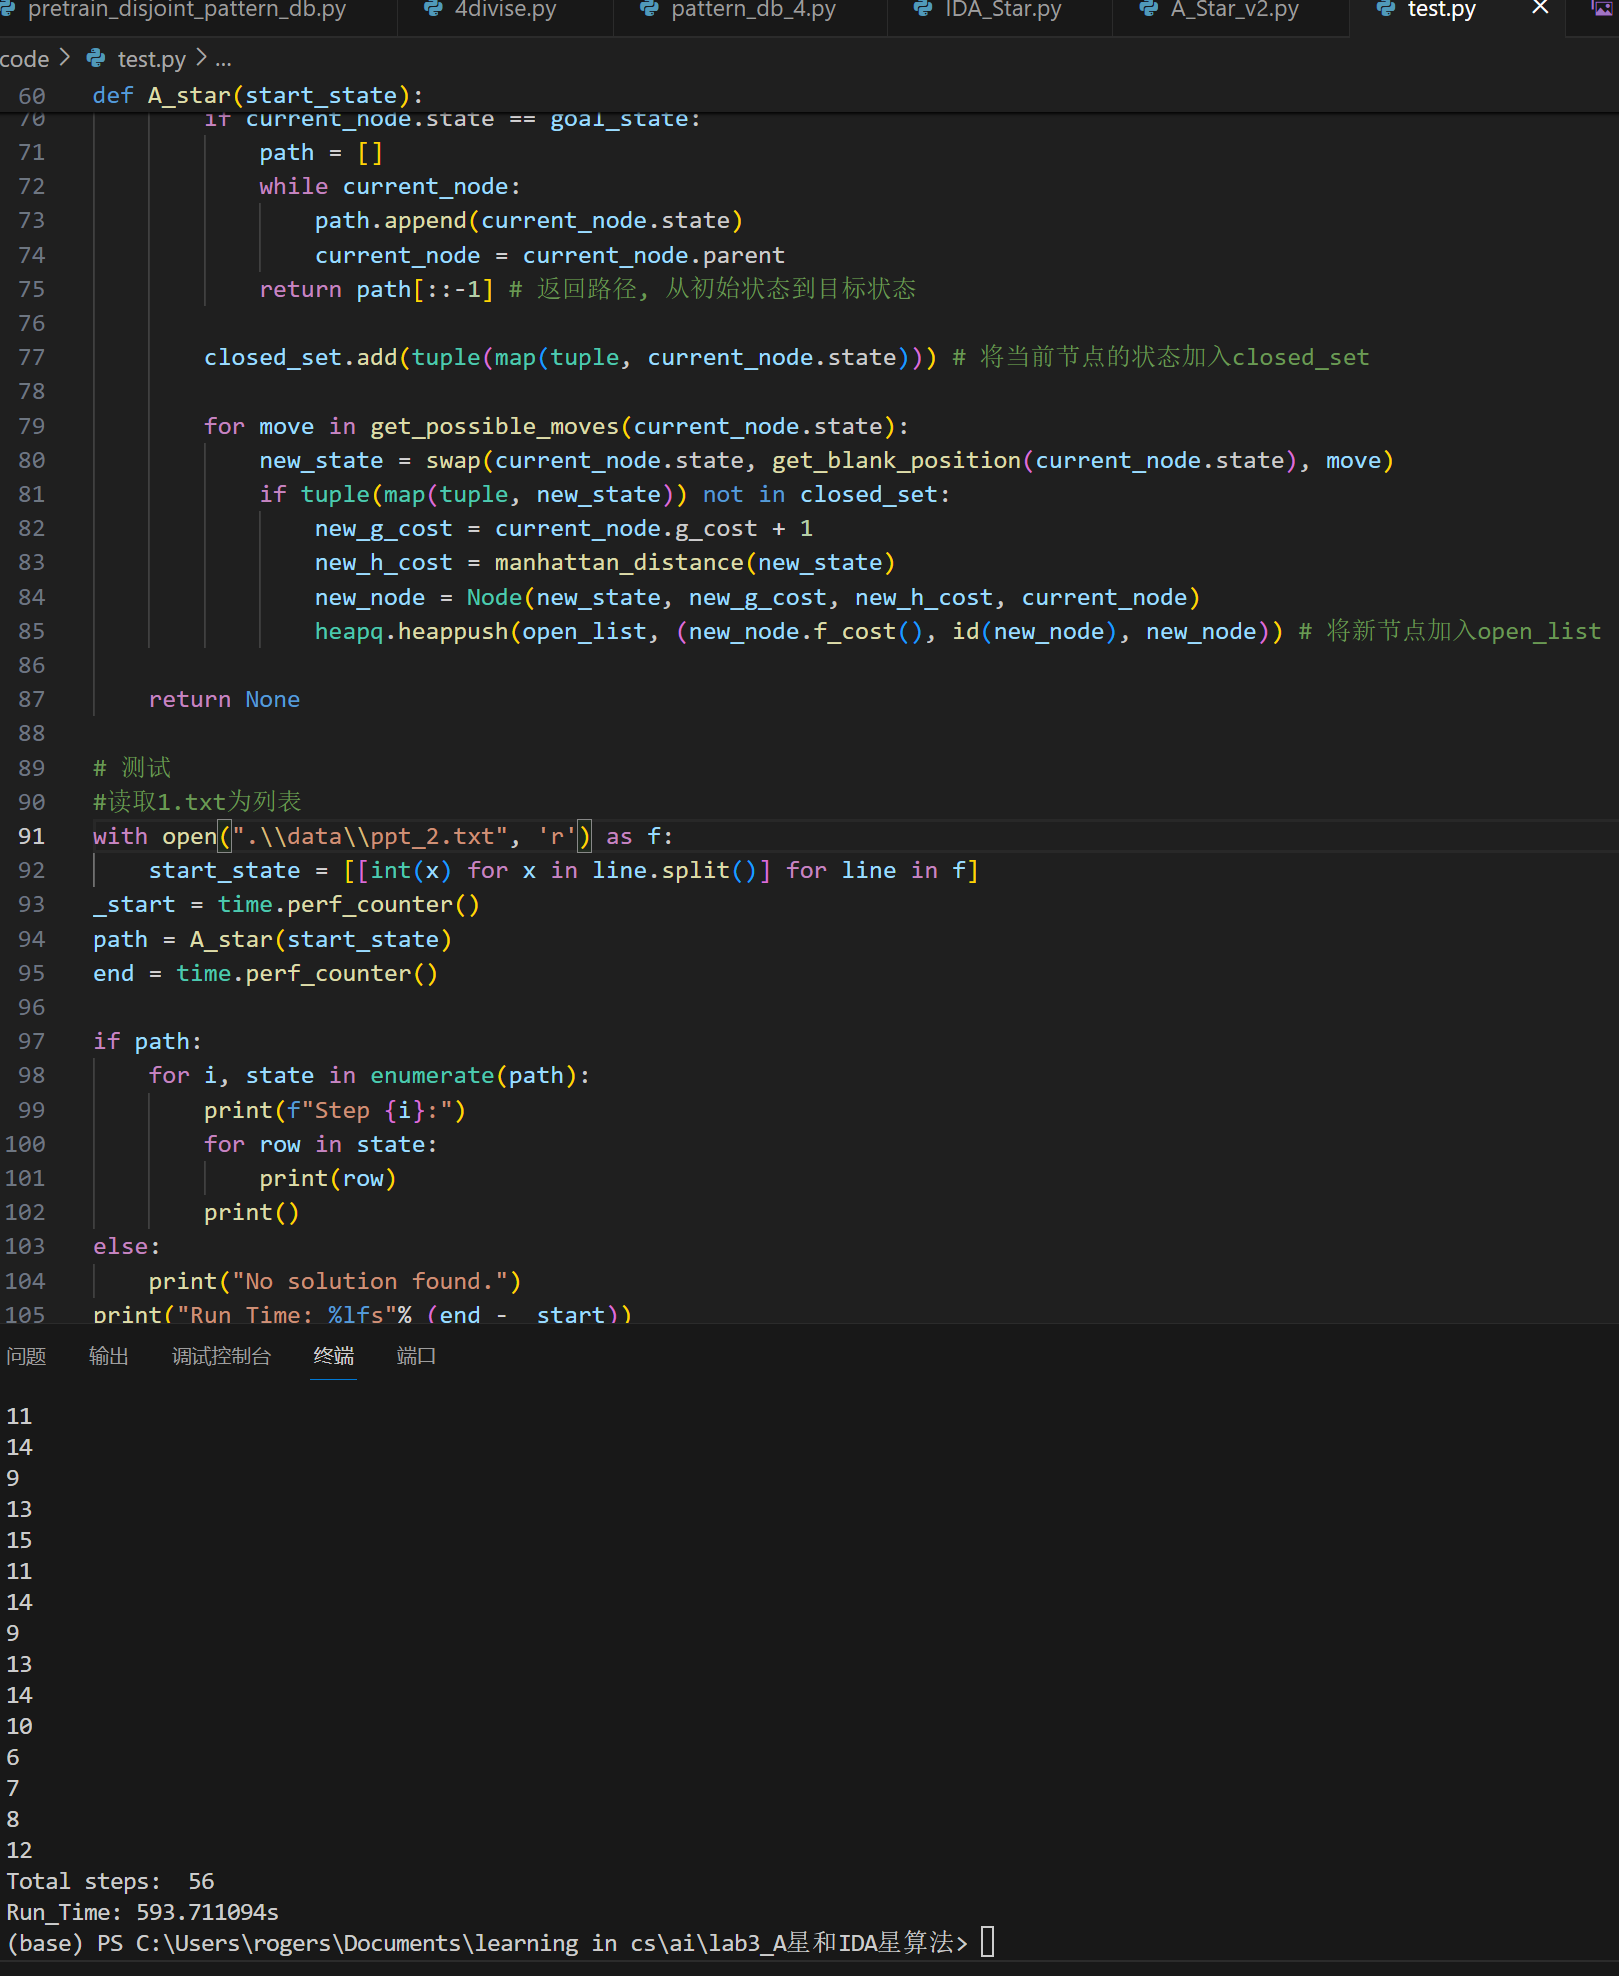 pretrain_disjoint_pattern_db.py 4divise.py pattern_db_4.py IDA_Star.py A_Star_v2.py test.py
code > test.py > ...
60 def A_star(start_state):
70 if current_node.state == goal_state:
71 path = []
72 while current_node:
73 path.append(current_node.state)
74 current_node = current_node.parent
75 return path[::-1] # 返回路径, 从初始状态到目标状态
76
77 closed_set.add(tuple(map(tuple, current_node.state))) # 将当前节点的状态加入closed_set
78
79 for move in get_possible_moves(current_node.state):
80 new_state = swap(current_node.state, get_blank_position(current_node.state), move)
81 if tuple(map(tuple, new_state)) not in closed_set:
82 new_g_cost = current_node.g_cost + 1
83 new_h_cost = manhattan_distance(new_state)
84 new_node = Node(new_state, new_g_cost, new_h_cost, current_node)
85 heapq.heappush(open_list, (new_node.f_cost(), id(new_node), new_node)) # 将新节点加入open_list
86
87 return None
88
89 # 测试
90 #读取1.txt为列表
91 with open(".\\data\\ppt_2.txt", 'r') as f:
92 start_state = [[int(x) for x in line.split()] for line in f]
93 _start = time.perf_counter()
94 path = A_star(start_state)
95 end = time.perf_counter()
96
97 if path:
98 for i, state in enumerate(path):
99 print(f"Step {i}:")
100 for row in state:
101 print(row)
102 print()
103 else:
104 print("No solution found.")
105 print("Run Time: %lfs"% (end - start))
问题 输出 调试控制台 终端 端口
11
14
9
13
15
11
14
9
13
14
10
6
7
8
12
Total steps:  56
Run_Time: 593.711094s
(base) PS C:\Users\rogers\Documents\learning in cs\ai\lab3_A星和IDA星算法>